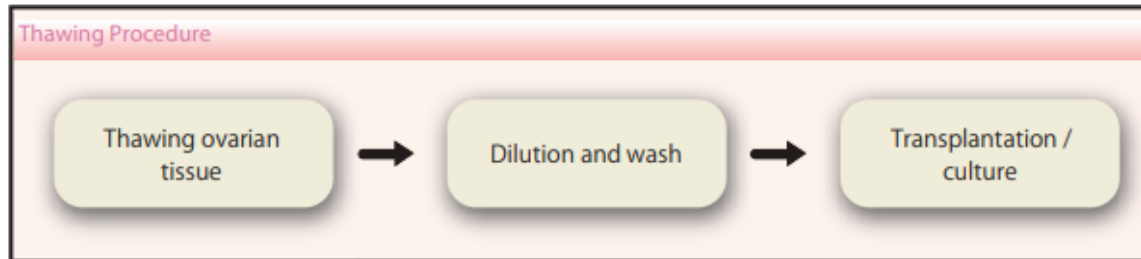 Thawing Procedure
Thawing ovarian
tissue
Dilution and wash
Transplantation /
culture